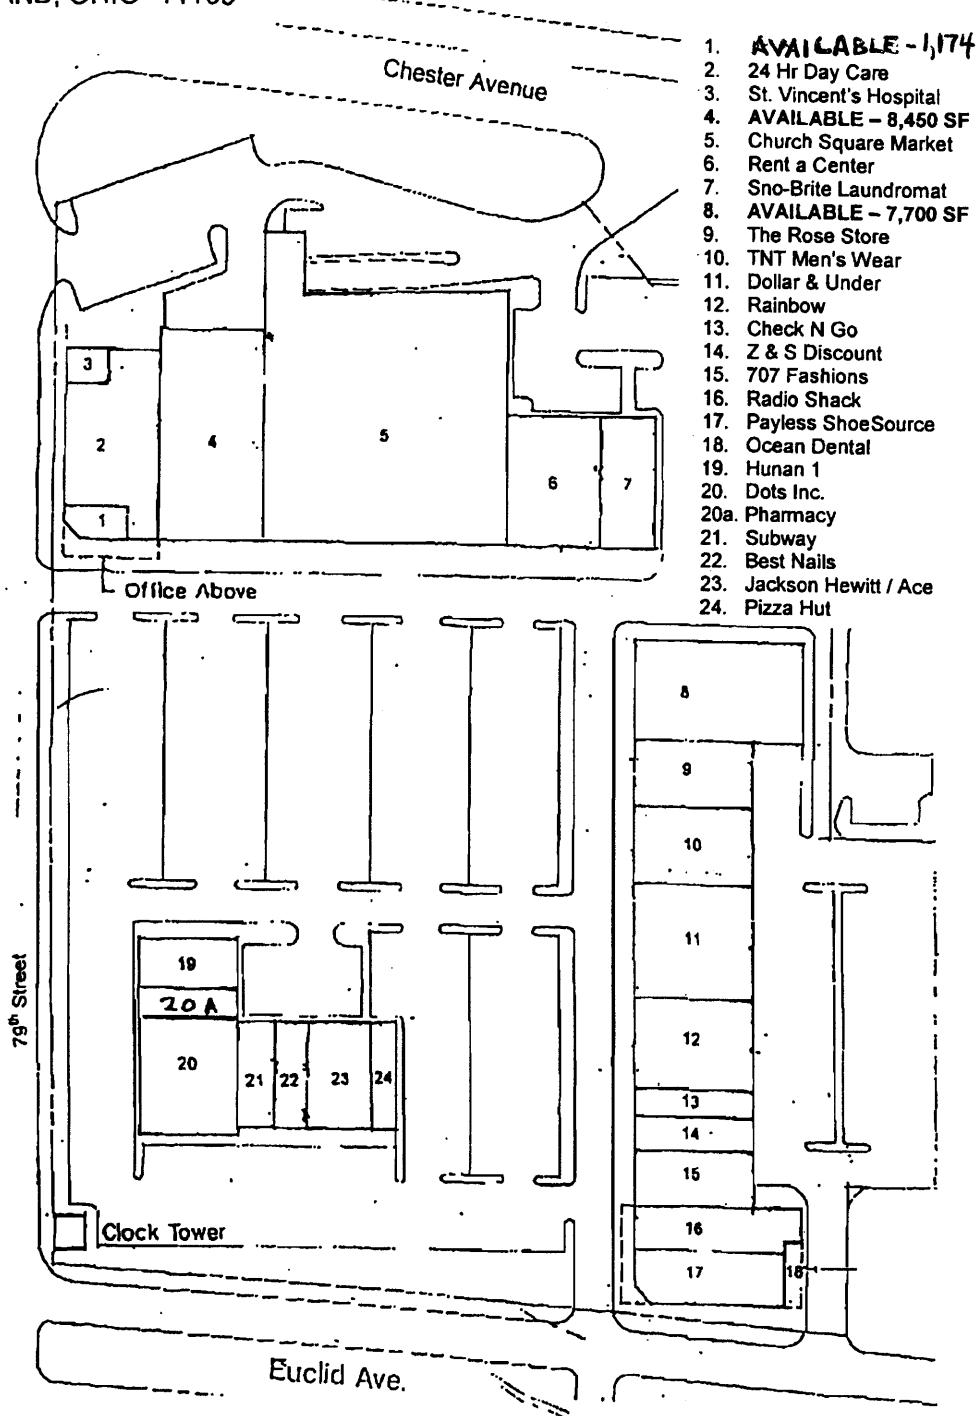 Chester Avenue
1. AVAILABLE - 1,174
2. 24 Hr Day Care
3. St. Vincent's Hospital
4. AVAILABLE – 8,450 SF
5. Church Square Market
6. Rent a Center
7. Sno-Brite Laundromat
8. AVAILABLE – 7,700 SF
9. The Rose Store
10. TNT Men's Wear
11. Dollar & Under
12. Rainbow
13. Check N Go
14. Z & S Discount
15. 707 Fashions
16. Radio Shack
17. Payless ShoeSource
18. Ocean Dental
19. Hunan 1
20. Dots Inc.
20a. Pharmacy
21. Subway
22. Best Nails
23. Jackson Hewitt / Ace
24. Pizza Hut
3
2
4
5
6
7
1
Office Above
8
9
10
11
12
13
14
15
16
17
18
19
20 A
20
21
22
23
24
79th Street
Clock Tower
Euclid Ave.